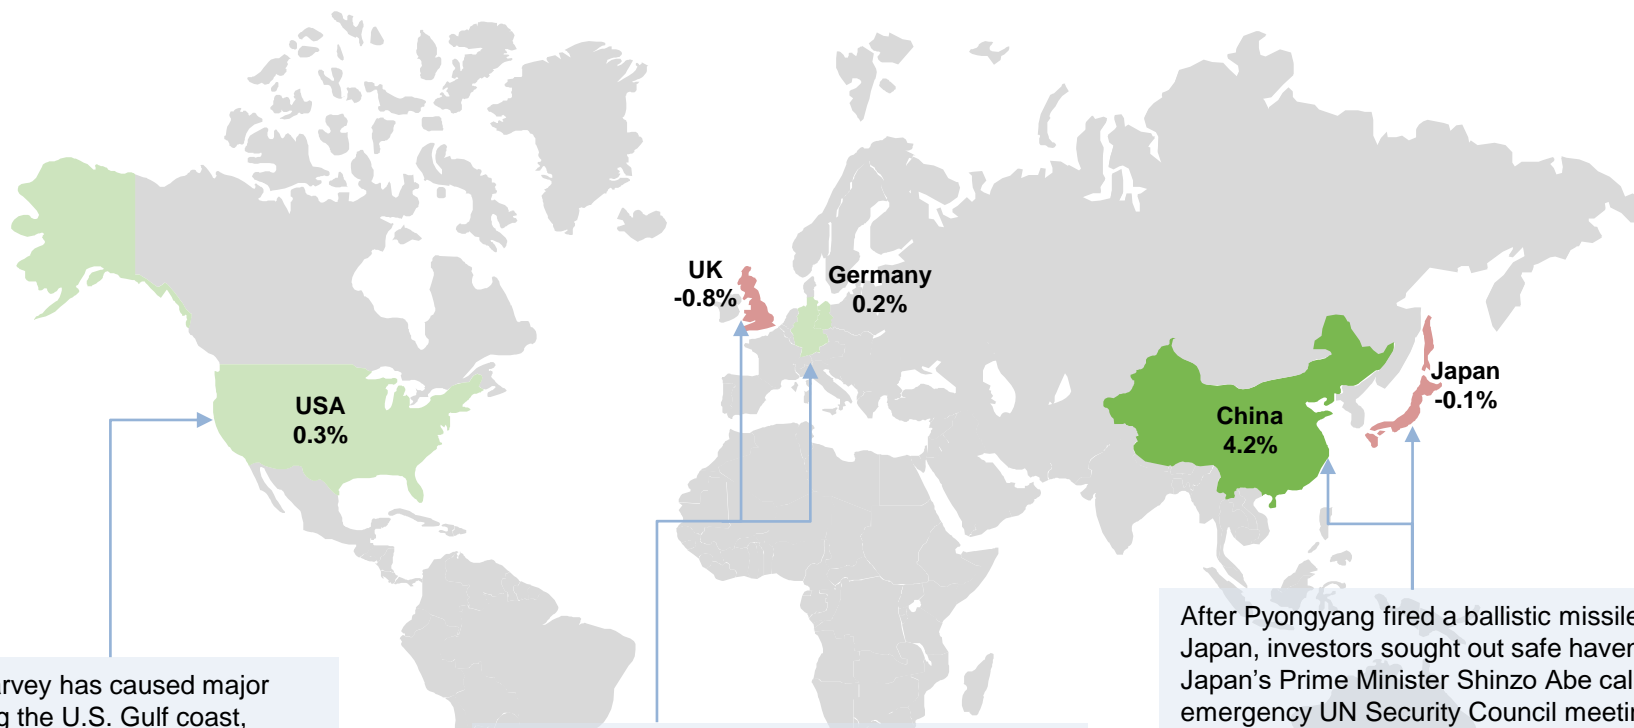 UK
-0.8%
Germany
0.2%
USA
0.3%
China
4.2%
Japan
-0.1%
After Pyongyang fired a ballistic missile
Japan, investors sought out safe haven
Japan's Prime Minister Shinzo Abe cal
emergency UN Security Council meetin
arvey has caused major
g the U.S. Gulf coast,